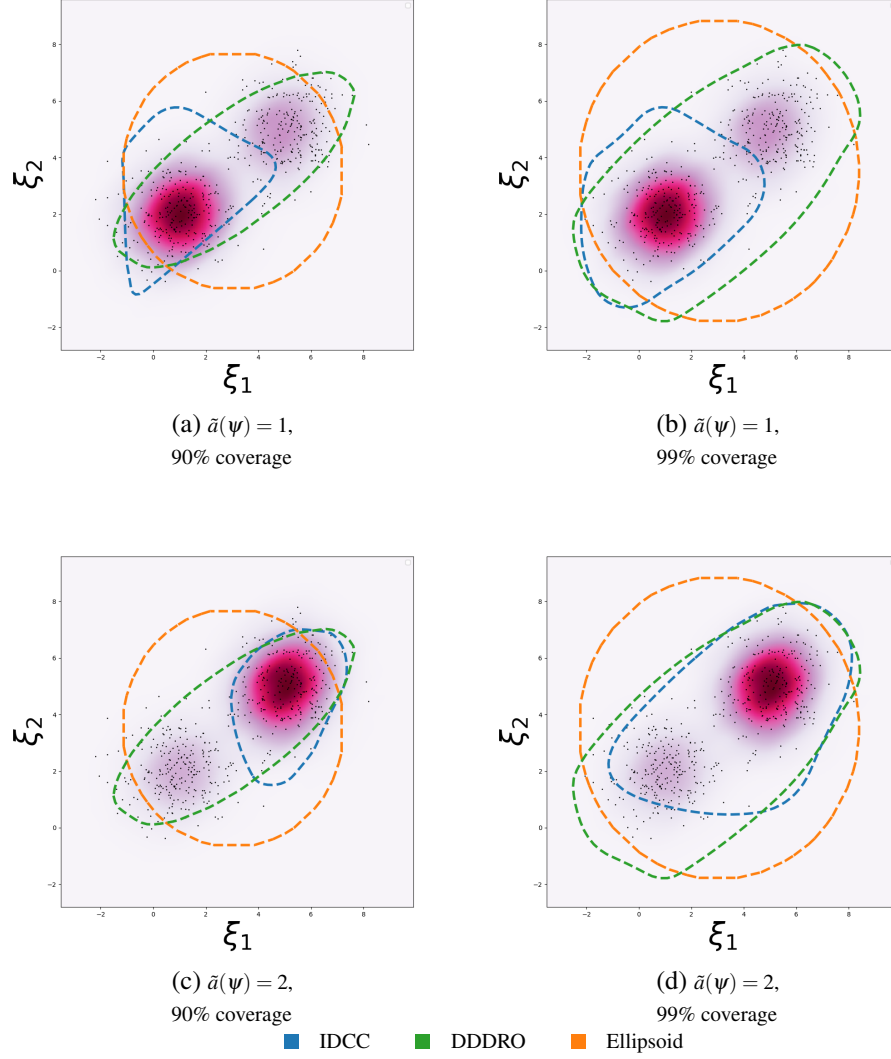 8
6
4
2
0
−2
ξ₂
−2 0 2 4 6 8
ξ₁
(a) ã(ψ) = 1,
90% coverage
8
6
4
2
0
−2
ξ₂
−2 0 2 4 6 8
ξ₁
(b) ã(ψ) = 1,
99% coverage
8
6
4
2
0
−2
ξ₂
−2 0 2 4 6 8
ξ₁
(c) ã(ψ) = 2,
90% coverage
8
6
4
2
0
−2
ξ₂
−2 0 2 4 6 8
ξ₁
(d) ã(ψ) = 2,
99% coverage
IDCC DDDRO Ellipsoid